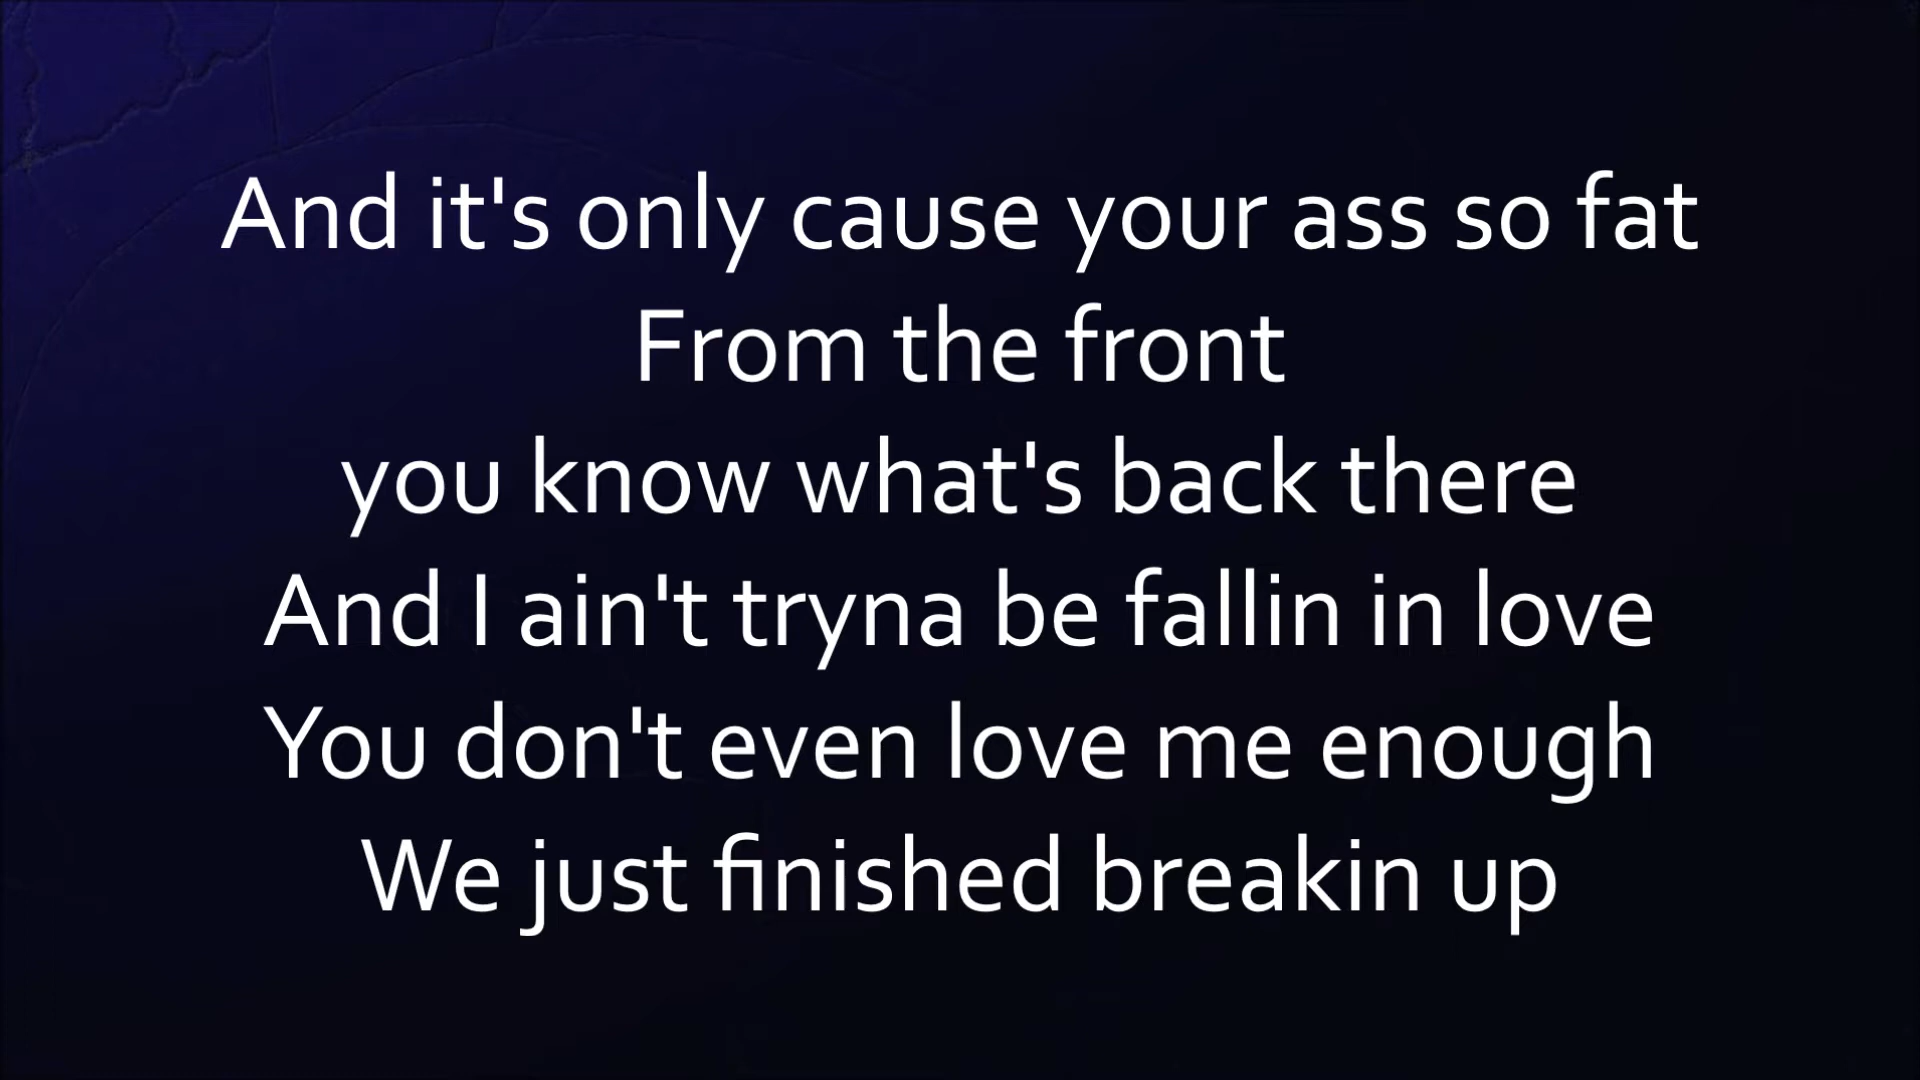 And it's only cause your ass so fat
From the front
you know what's back there
And I ain't tryna be fallin in love
You don't even love me enough
We just finished breakin up